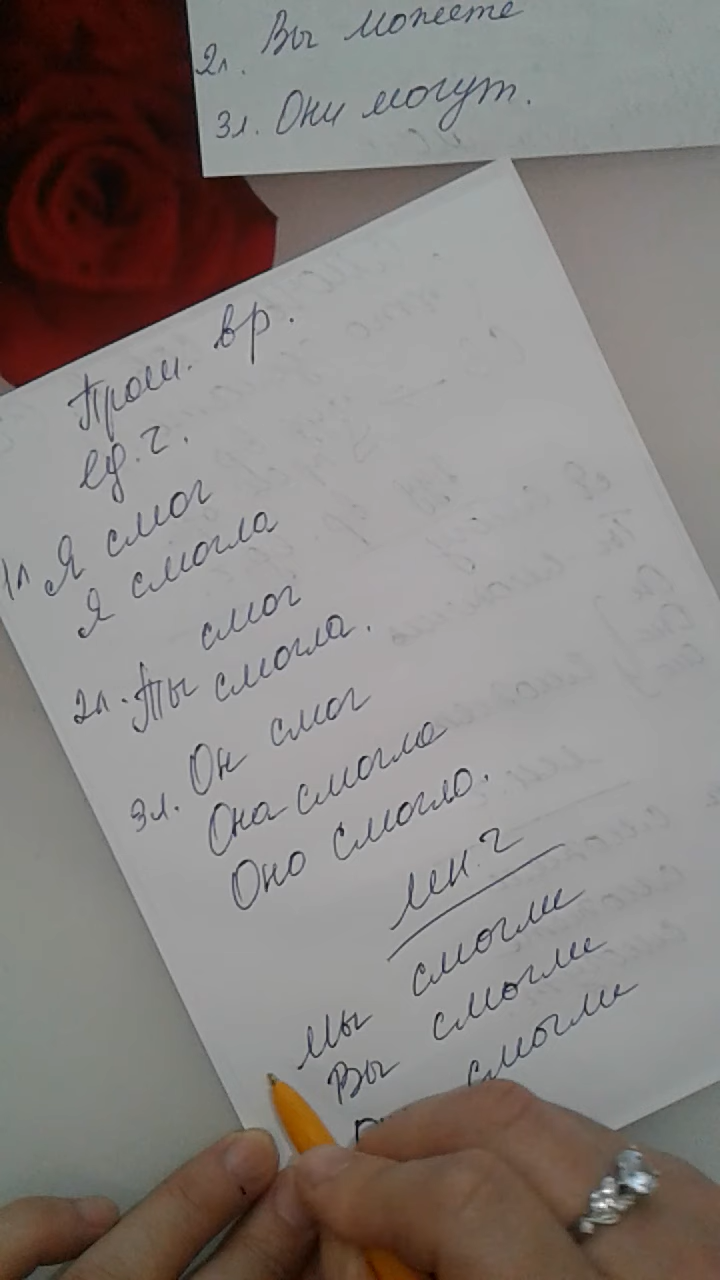 2л. Вы можете
3л. Они могут.
Прош. вр.
ед. ч.
1л Я смог
Я смогла
смог
2л. Ты смогла.
3л. Он смог
Она смогла
Оно смогло.
мн. ч
Мы смогли
Вы смогли
смогли